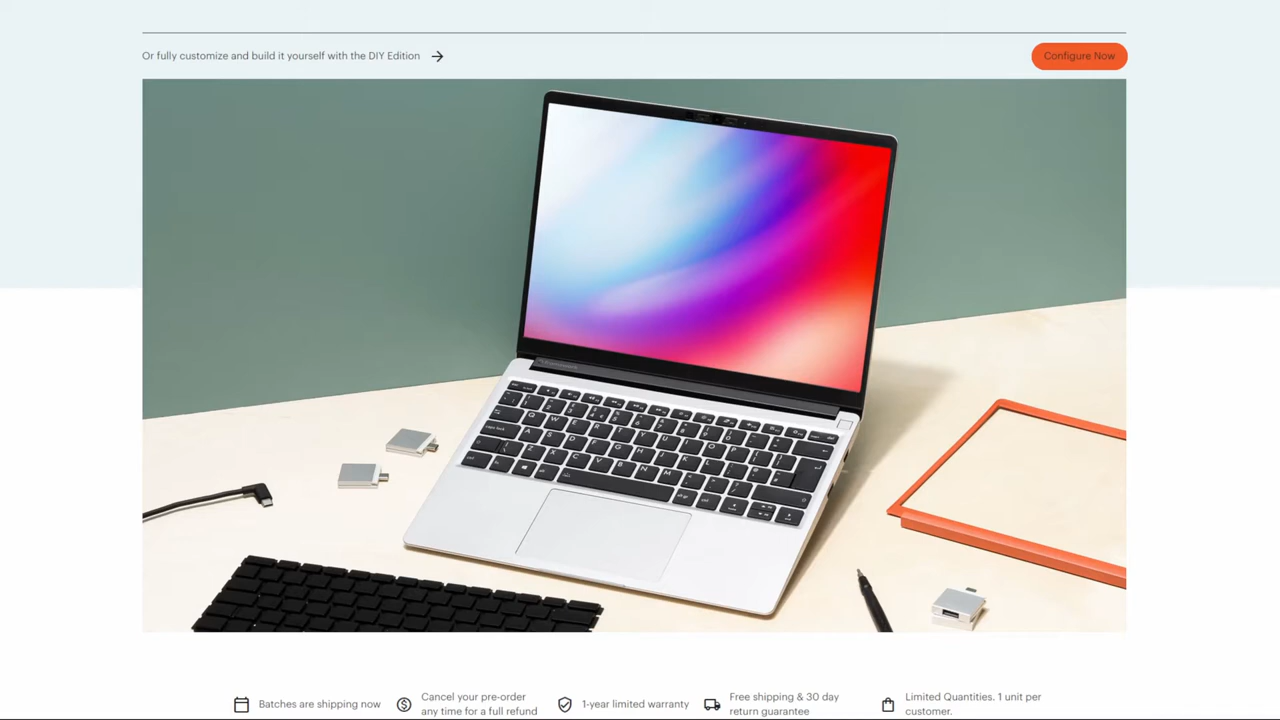 Or fully customize and build it yourself with the DIY Edition
Configure Now
Batches are shipping now
Cancel your pre-order
any time for a full refund
1-year limited warranty
Free shipping & 30 day
return guarantee
Limited Quantities. 1 unit per
customer.